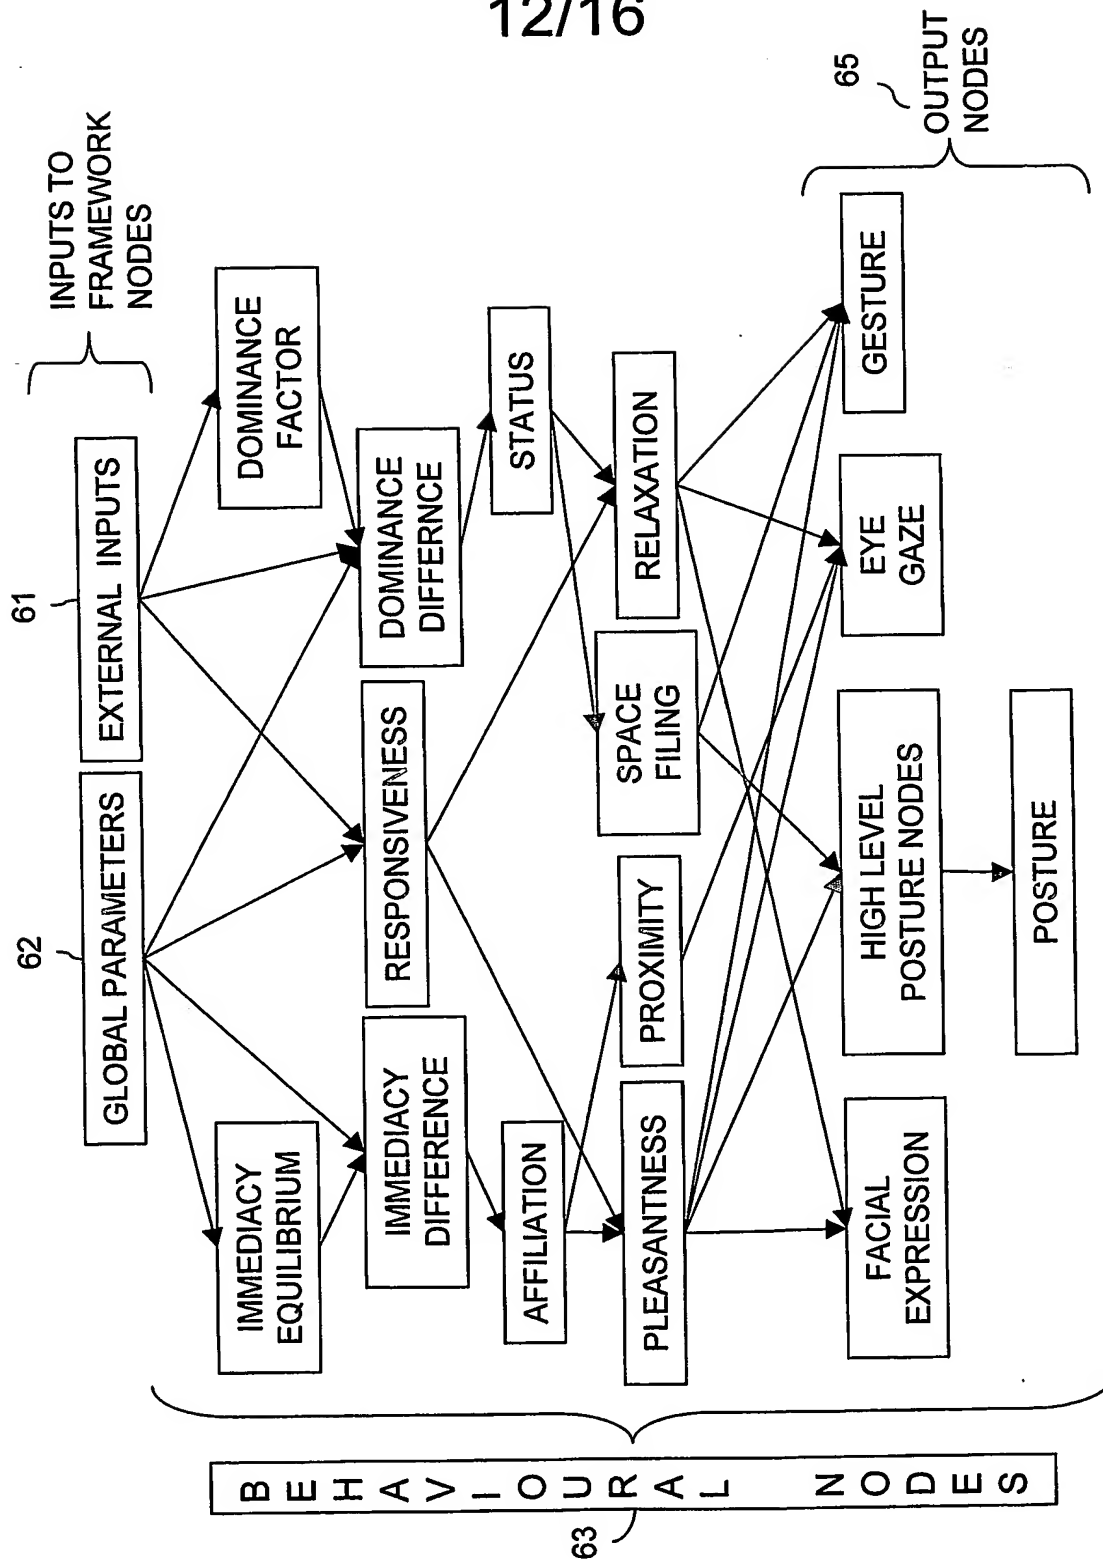 12/16
INPUTS TO
FRAMEWORK
NODES
62
61
GLOBAL PARAMETERS
EXTERNAL INPUTS
IMMEDIACY
EQUILIBRIUM
DOMINANCE
FACTOR
IMMEDIACY
DIFFERENCE
RESPONSIVENESS
DOMINANCE
DIFFERNCE
AFFILIATION
STATUS
PLEASANTNESS
PROXIMITY
SPACE
FILING
RELAXATION
FACIAL
EXPRESSION
HIGH LEVEL
POSTURE NODES
EYE
GAZE
GESTURE
POSTURE
65
OUTPUT
NODES
BEHAVIOURAL NODES
63